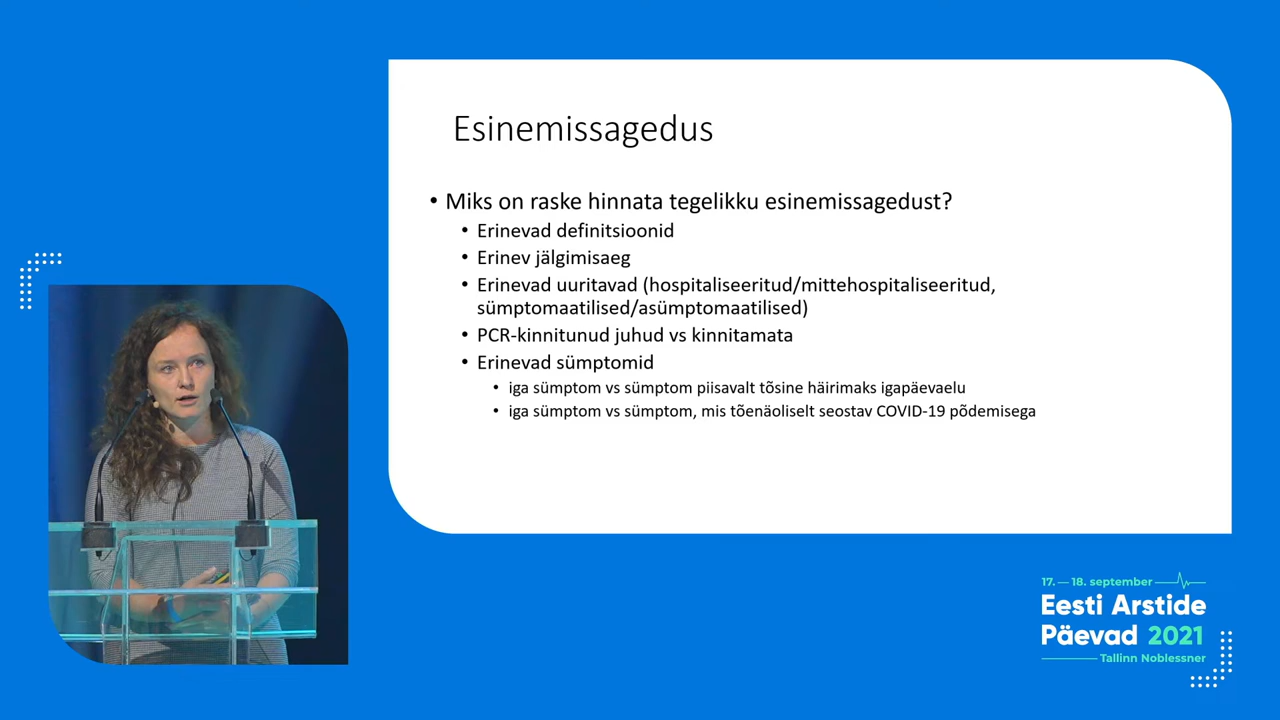 Esinemissagedus
• Miks on raske hinnata tegelikku esinemissagedust?
• Erinevad definitsioonid
• Erinev jälgimisaeg
• Erinevad uuritavad (hospitaliseeritud/mittehospitaliseeritud,
sümptomaatilised/asümptomaatilised)
• PCR-kinnitunud juhud vs kinnitamata
• Erinevad sümptomid
• iga sümptom vs sümptom piisavalt tõsine häirimaks igapäevaelu
• iga sümptom vs sümptom, mis tõenäoliselt seostav COVID-19 põdemisega
17. — 18. september
Eesti Arstide
Päevad 2021
Tallinn Noblessner